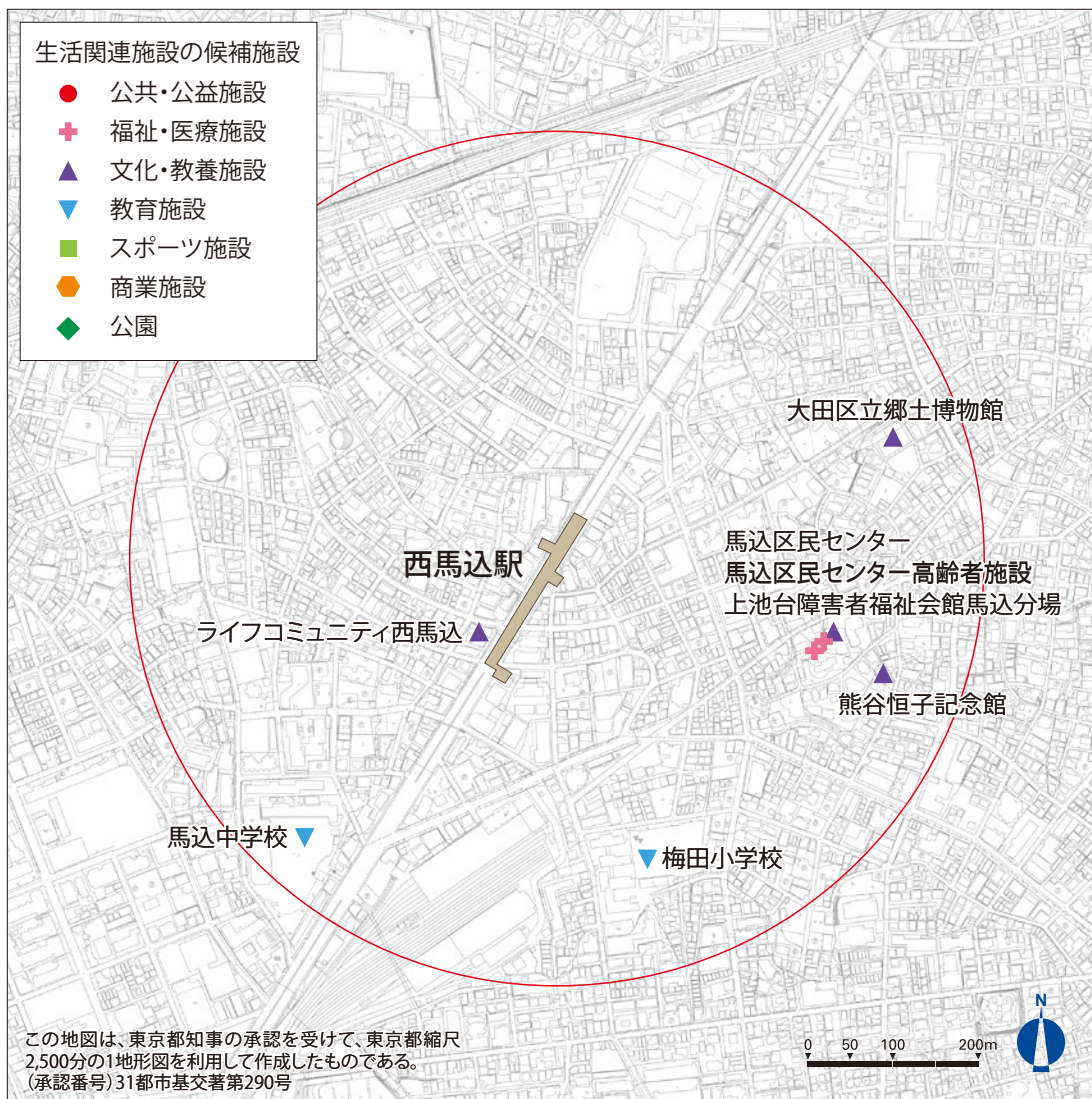 生活関連施設の候補施設
公共・公益施設
福祉・医療施設
文化・教養施設
教育施設
スポーツ施設
商業施設
公園
大田区立郷土博物館
西馬込駅
馬込区民センター
馬込区民センター高齢者施設
上池台障害者福祉会館馬込分場
ライフコミュニティ西馬込
熊谷恒子記念館
馬込中学校
梅田小学校
この地図は、東京都知事の承認を受けて、東京都縮尺
2,500分の1地形図を利用して作成したものである。
(承認番号)31都市基交著第290号
0 50 100 200m
N